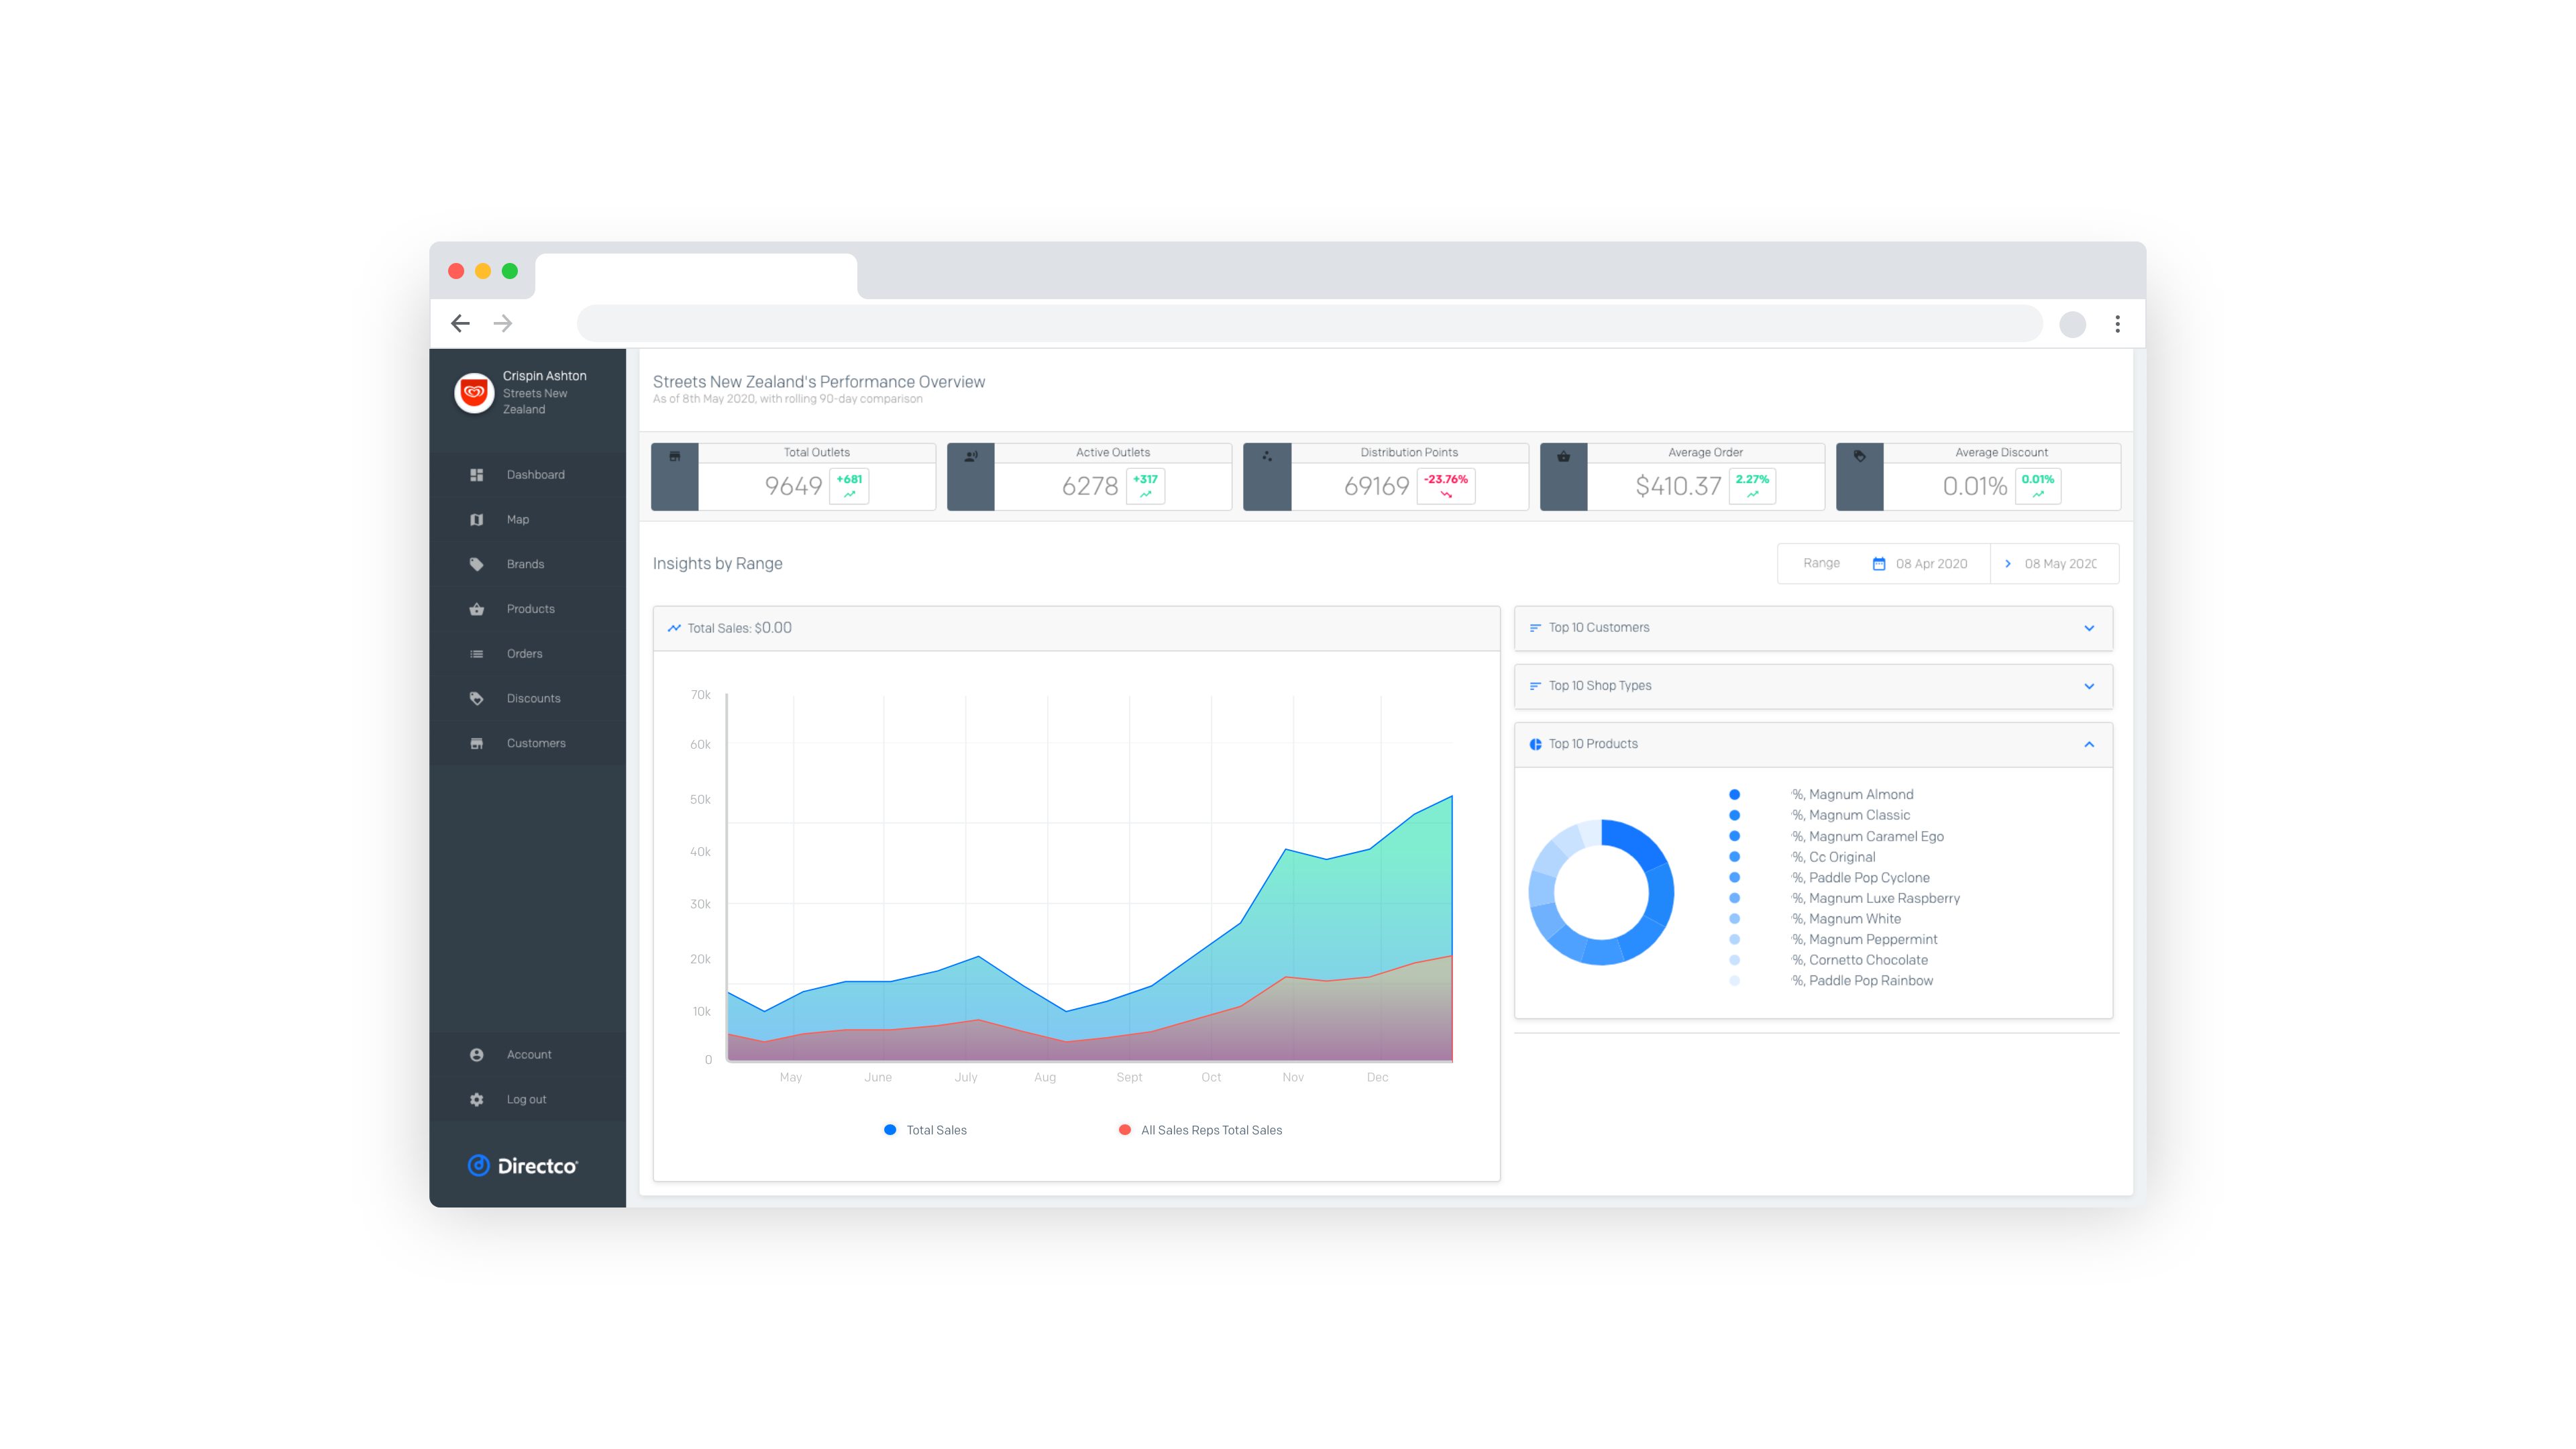 Crispin Ashton
Streets New
Zealand
Dashboard
Map
Brands
Products
Orders
Discounts
Customers
Account
Log out
Directco
Streets New Zealand's Performance Overview
As of 8th May 2020, with rolling 90-day comparison
Total Outlets
9649 +681
Active Outlets
6278 +317
Distribution Points
69169 -23.76%
Average Order
$410.37 2.27%
Average Discount
0.01% 0.01%
Insights by Range
Range 08 Apr 2020 08 May 2020
Total Sales: $0.00
70k
60k
50k
40k
30k
20k
10k
0
May June July Aug Sept Oct Nov Dec
Total Sales All Sales Reps Total Sales
Top 10 Customers
Top 10 Shop Types
Top 10 Products
%, Magnum Almond
%, Magnum Classic
%, Magnum Caramel Ego
%, Cc Original
%, Paddle Pop Cyclone
%, Magnum Luxe Raspberry
%, Magnum White
%, Magnum Peppermint
%, Cornetto Chocolate
%, Paddle Pop Rainbow